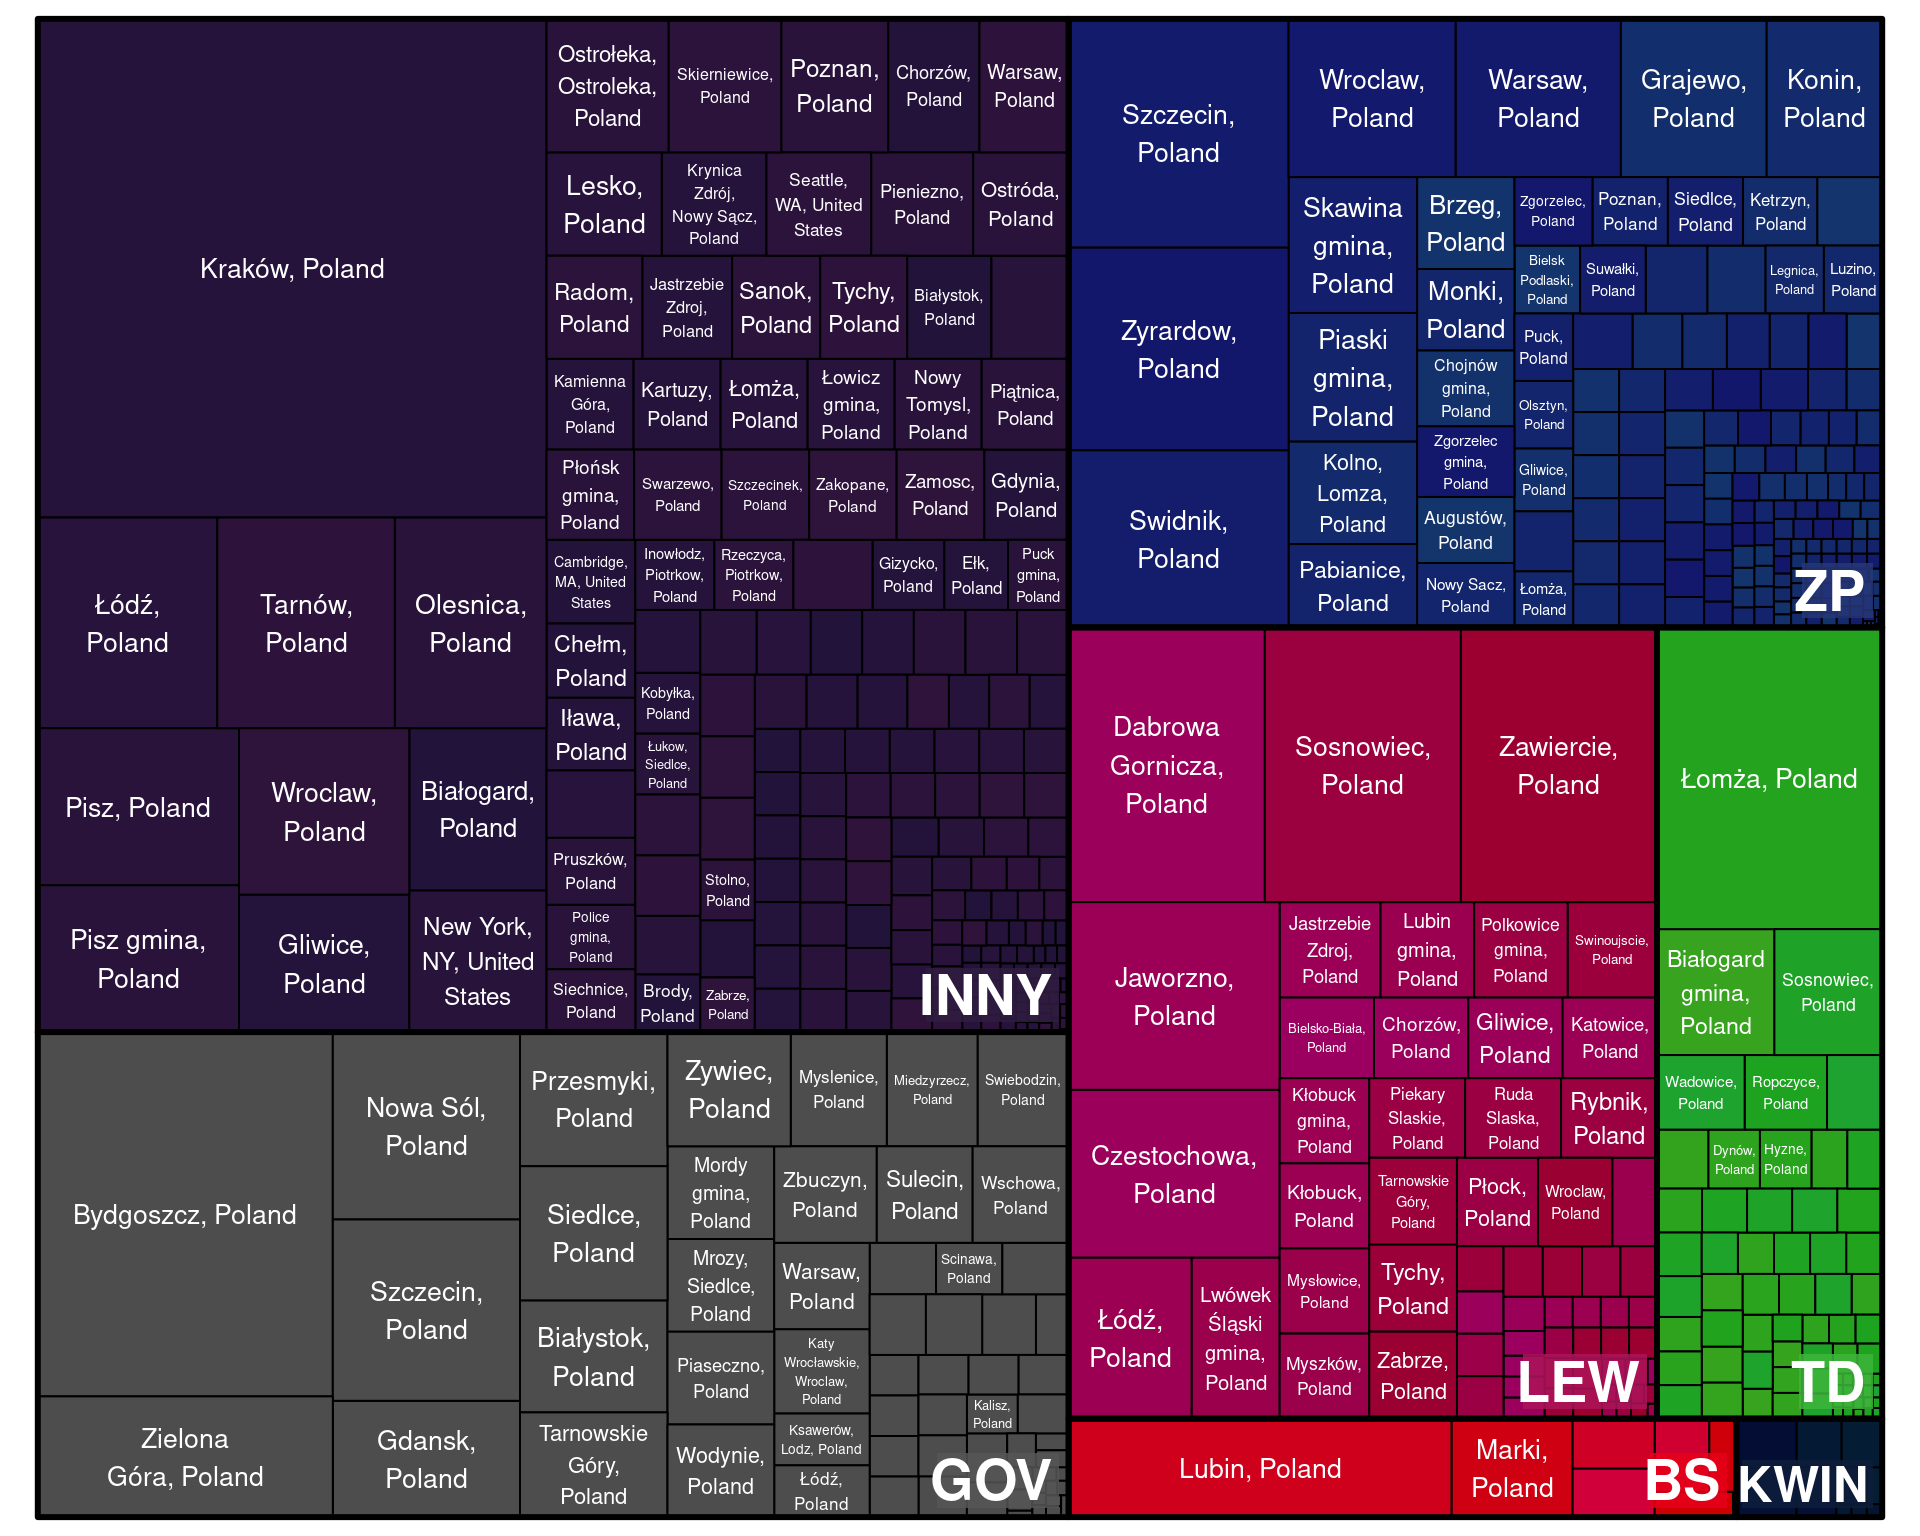 Kraków, Poland
Łódź,
Poland
Tarnów,
Poland
Olesnica,
Poland
Pisz, Poland
Wroclaw,
Poland
Białogard,
Poland
Pisz gmina,
Poland
Gliwice,
Poland
New York,
NY, United
States
Ostrołeka,
Ostroleka,
Poland
Skierniewice,
Poland
Poznan,
Poland
Chorzów,
Poland
Warsaw,
Poland
Lesko,
Poland
Krynica
Zdrój,
Nowy Sącz,
Poland
Seattle,
WA, United
States
Pieniezno,
Poland
Ostróda,
Poland
Radom,
Poland
Jastrzebie
Zdroj,
Poland
Sanok,
Poland
Tychy,
Poland
Białystok,
Poland
Kamienna
Góra,
Poland
Kartuzy,
Poland
Łomża,
Poland
Łowicz
gmina,
Poland
Nowy
Tomysl,
Poland
Piątnica,
Poland
Płońsk
gmina,
Poland
Swarzewo,
Poland
Szczecinek,
Poland
Zakopane,
Poland
Zamosc,
Poland
Gdynia,
Poland
Cambridge,
MA, United
States
Inowłodz,
Piotrkow,
Poland
Rzeczyca,
Piotrkow,
Poland
Gizycko,
Poland
Ełk,
Poland
Puck
gmina,
Poland
Chełm,
Poland
Kobyłka,
Poland
Iława,
Poland
Łukow,
Siedlce,
Poland
Pruszków,
Poland
Stolno,
Poland
Police
gmina,
Poland
Siechnice,
Poland
Brody,
Poland
Zabrze,
Poland
INNY
Szczecin,
Poland
Zyrardow,
Poland
Swidnik,
Poland
Wroclaw,
Poland
Warsaw,
Poland
Grajewo,
Poland
Konin,
Poland
Skawina
gmina,
Poland
Piaski
gmina,
Poland
Kolno,
Lomza,
Poland
Pabianice,
Poland
Brzeg,
Poland
Monki,
Poland
Chojnów
gmina,
Poland
Zgorzelec
gmina,
Poland
Augustów,
Poland
Nowy Sacz,
Poland
Zgorzelec,
Poland
Poznan,
Poland
Siedlce,
Poland
Ketrzyn,
Poland
Bielsk
Podlaski,
Poland
Suwałki,
Poland
Legnica,
Poland
Luzino,
Poland
Puck,
Poland
Olsztyn,
Poland
Gliwice,
Poland
Łomża,
Poland
ZP
Dabrowa
Gornicza,
Poland
Sosnowiec,
Poland
Zawiercie,
Poland
Jaworzno,
Poland
Czestochowa,
Poland
Łódź,
Poland
Lwówek
Śląski
gmina,
Poland
Jastrzebie
Zdrój,
Poland
Lubin
gmina,
Poland
Polkowice
gmina,
Poland
Swinoujscie,
Poland
Bielsko-Biała,
Poland
Chorzów,
Poland
Gliwice,
Poland
Katowice,
Poland
Kłobuck
gmina,
Poland
Piekary
Slaskie,
Poland
Ruda
Slaska,
Poland
Rybnik,
Poland
Kłobuck,
Poland
Tarnowskie
Góry,
Poland
Płock,
Poland
Wroclaw,
Poland
Mysłowice,
Poland
Tychy,
Poland
Myszków,
Poland
Zabrze,
Poland
LEW
Łomża, Poland
Białogard
gmina,
Poland
Sosnowiec,
Poland
Wadowice,
Poland
Ropczyce,
Poland
Dynów,
Poland
Hyzne,
Poland
TD
Bydgoszcz, Poland
Zielona
Góra, Poland
Nowa Sól,
Poland
Szczecin,
Poland
Gdansk,
Poland
Przesmyki,
Poland
Siedlce,
Poland
Białystok,
Poland
Tarnowskie
Góry,
Poland
Zywiec,
Poland
Myslenice,
Poland
Miedzyrzecz,
Poland
Swiebodzin,
Poland
Mordy
gmina,
Poland
Zbuczyn,
Poland
Sulecin,
Poland
Wschowa,
Poland
Mrozy,
Siedlce,
Poland
Warsaw,
Poland
Scinawa,
Poland
Piaseczno,
Poland
Katy
Wrocławskie,
Wroclaw,
Poland
Kalisz,
Poland
Wodynie,
Poland
Ksawerów,
Lodz, Poland
Łódź,
Poland
GOV
Lubin, Poland
Marki,
Poland
BS
KWIN